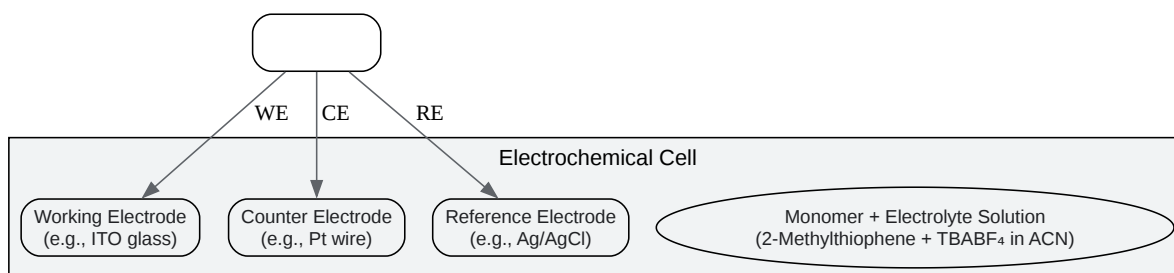 WE
CE
RE
Electrochemical Cell
Working Electrode
(e.g., ITO glass)
Counter Electrode
(e.g., Pt wire)
Reference Electrode
(e.g., Ag/AgCl)
Monomer + Electrolyte Solution
(2-Methylthiophene + TBABF₄ in ACN)